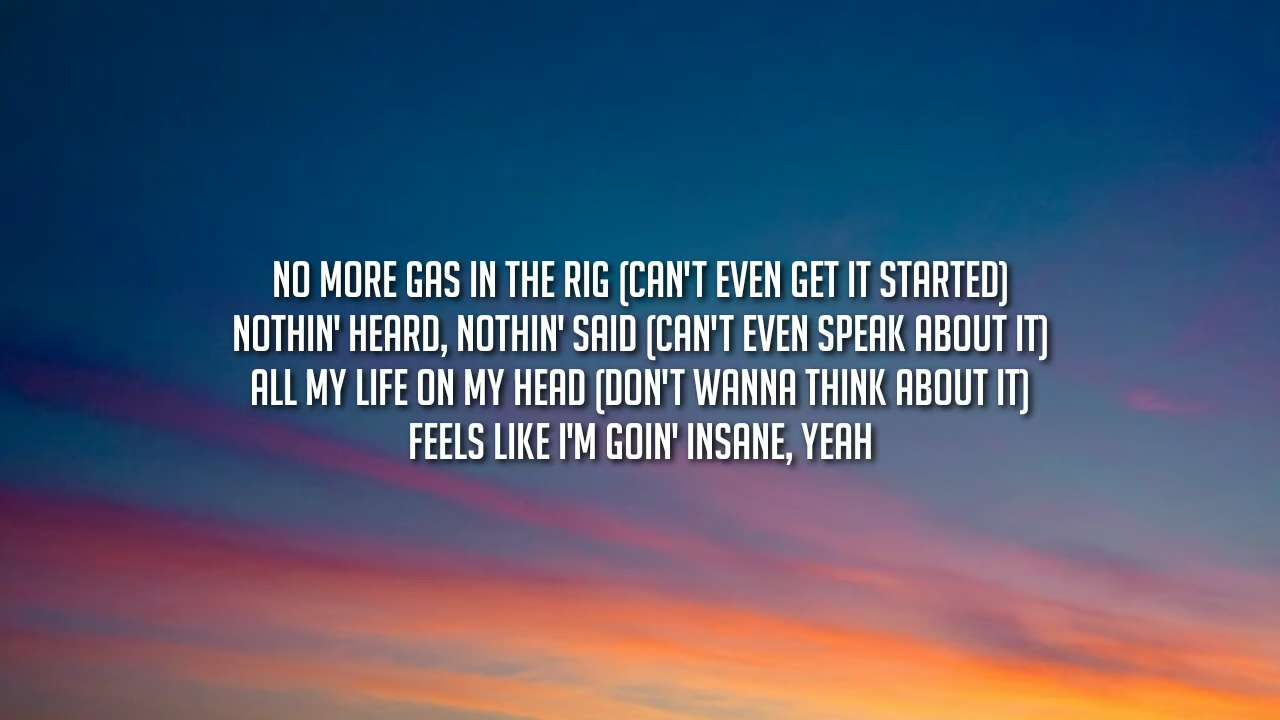 NO MORE GAS IN THE RIG (CAN'T EVEN GET IT STARTED)
NOTHIN' HEARD, NOTHIN' SAID (CAN'T EVEN SPEAK ABOUT IT)
ALL MY LIFE ON MY HEAD (DON'T WANNA THINK ABOUT IT)
FEELS LIKE I'M GOIN' INSANE, YEAH